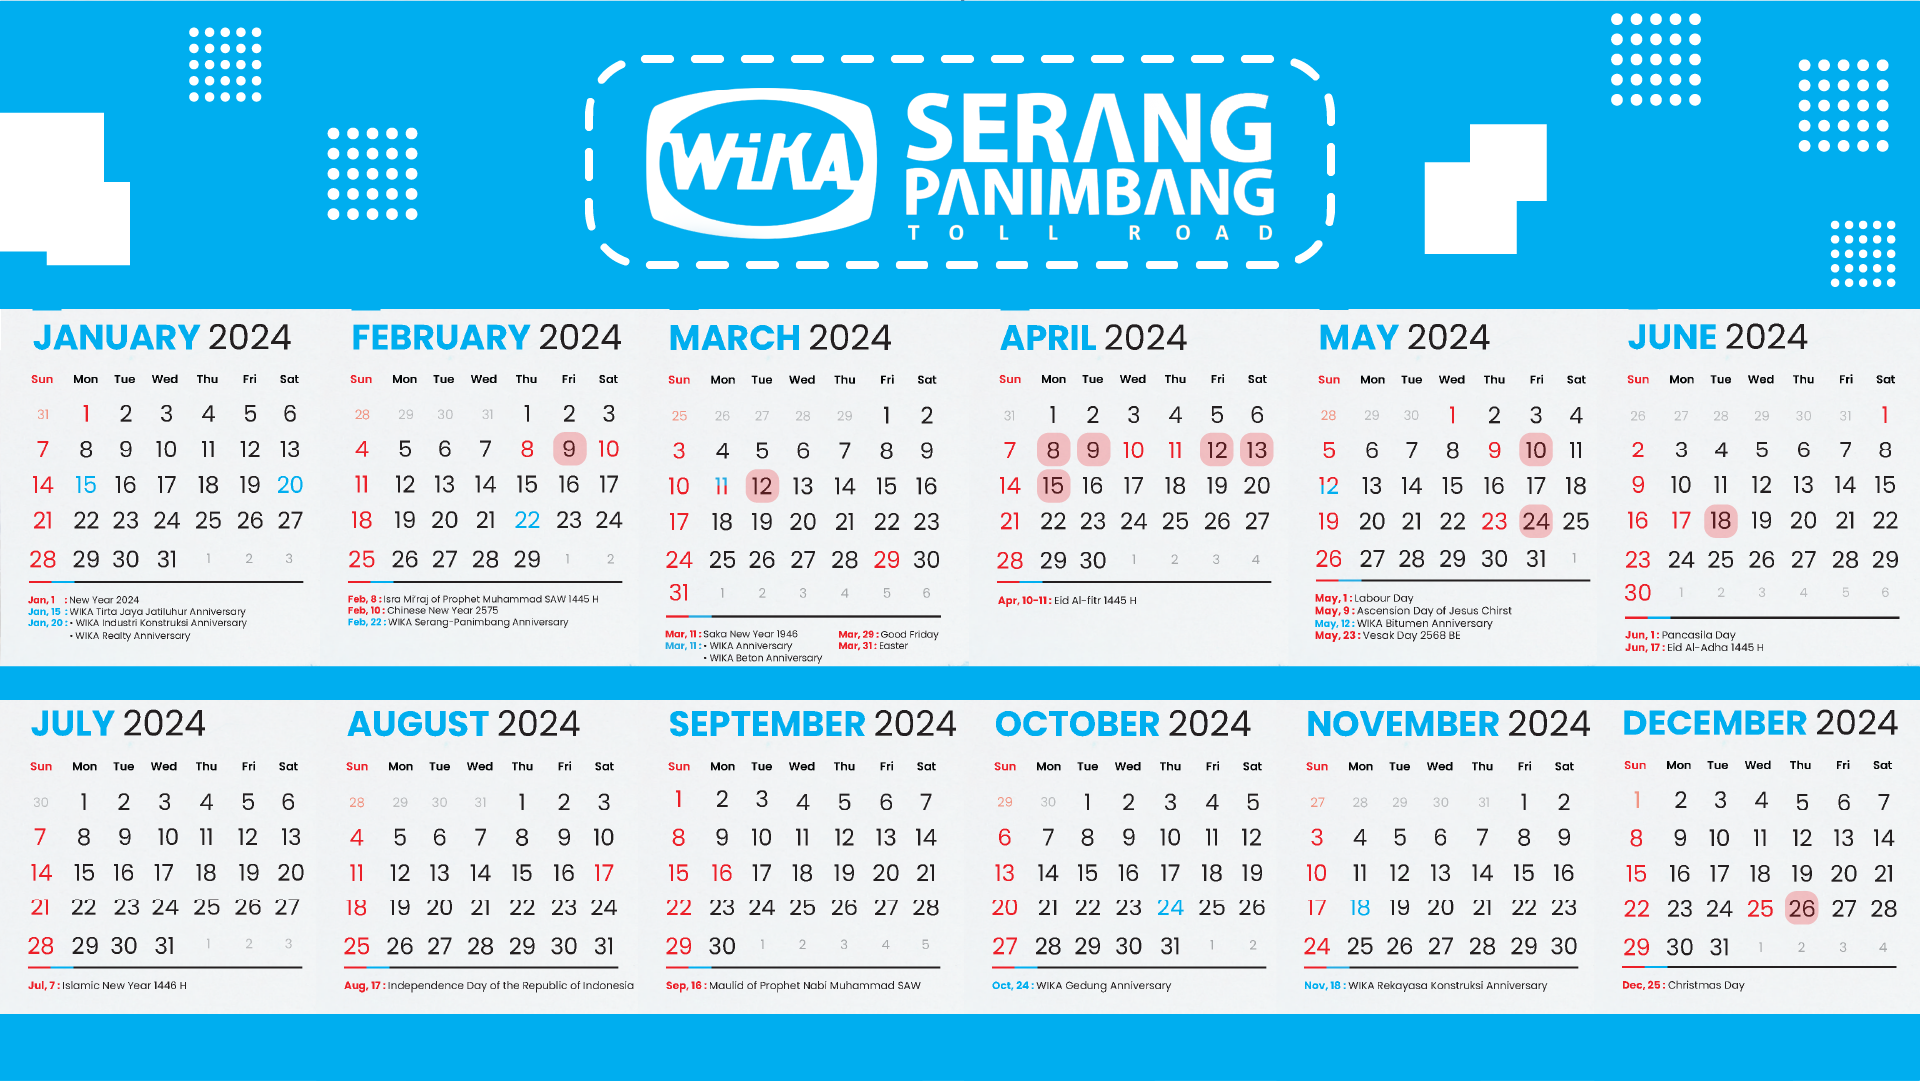 WiKA
SERANG
PANIMBANG
TOLL ROAD
JANUARY 2024
Sun Mon Tue Wed Thu Fri Sat
31 1 2 3 4 5 6
7 8 9 10 11 12 13
14 15 16 17 18 19 20
21 22 23 24 25 26 27
28 29 30 31 1 2 3
Jan, 1 : New Year 2024
Jan, 15 : • WIKA Tirta Jaya Jatiluhur Anniversary
Jan, 20 : • WIKA Industri Konstruksi Anniversary
• WIKA Realty Anniversary
FEBRUARY 2024
Sun Mon Tue Wed Thu Fri Sat
28 29 30 31 1 2 3
4 5 6 7 8 9 10
11 12 13 14 15 16 17
18 19 20 21 22 23 24
25 26 27 28 29 1 2
Feb, 8 : Isra Mi'raj of Prophet Muhammad SAW 1445 H
Feb, 10 : Chinese New Year 2575
Feb, 22 : WIKA Serang-Panimbang Anniversary
MARCH 2024
Sun Mon Tue Wed Thu Fri Sat
25 26 27 28 29 1 2
3 4 5 6 7 8 9
10 11 12 13 14 15 16
17 18 19 20 21 22 23
24 25 26 27 28 29 30
31 1 2 3 4 5 6
Mar, 11 : Saka New Year 1946 Mar, 29 : Good Friday
Mar, 11 : • WIKA Anniversary Mar, 31 : Easter
• WIKA Beton Anniversary
APRIL 2024
Sun Mon Tue Wed Thu Fri Sat
31 1 2 3 4 5 6
7 8 9 10 11 12 13
14 15 16 17 18 19 20
21 22 23 24 25 26 27
28 29 30 1 2 3 4
Apr, 10-11 : Eid Al-fitr 1445 H
MAY 2024
Sun Mon Tue Wed Thu Fri Sat
28 29 30 1 2 3 4
5 6 7 8 9 10 11
12 13 14 15 16 17 18
19 20 21 22 23 24 25
26 27 28 29 30 31 1
May, 1 : Labour Day
May, 9 : Ascension Day of Jesus Chirst
May, 12 : WIKA Bitumen Anniversary
May, 23 : Vesak Day 2568 BE
JUNE 2024
Sun Mon Tue Wed Thu Fri Sat
26 27 28 29 30 31 1
2 3 4 5 6 7 8
9 10 11 12 13 14 15
16 17 18 19 20 21 22
23 24 25 26 27 28 29
30 1 2 3 4 5 6
Jun, 1 : Pancasila Day
Jun, 17 : Eid Al-Adha 1445 H
JULY 2024
Sun Mon Tue Wed Thu Fri Sat
30 1 2 3 4 5 6
7 8 9 10 11 12 13
14 15 16 17 18 19 20
21 22 23 24 25 26 27
28 29 30 31 1 2 3
Jul, 7 : Islamic New Year 1446 H
AUGUST 2024
Sun Mon Tue Wed Thu Fri Sat
28 29 30 31 1 2 3
4 5 6 7 8 9 10
11 12 13 14 15 16 17
18 19 20 21 22 23 24
25 26 27 28 29 30 31
Aug, 17 : Independence Day of the Republic of Indonesia
SEPTEMBER 2024
Sun Mon Tue Wed Thu Fri Sat
1 2 3 4 5 6 7
8 9 10 11 12 13 14
15 16 17 18 19 20 21
22 23 24 25 26 27 28
29 30 1 2 3 4 5
Sep, 16 : Maulid of Prophet Nabi Muhammad SAW
OCTOBER 2024
Sun Mon Tue Wed Thu Fri Sat
29 30 1 2 3 4 5
6 7 8 9 10 11 12
13 14 15 16 17 18 19
20 21 22 23 24 25 26
27 28 29 30 31 1 2
Oct, 24 : WIKA Gedung Anniversary
NOVEMBER 2024
Sun Mon Tue Wed Thu Fri Sat
27 28 29 30 31 1 2
3 4 5 6 7 8 9
10 11 12 13 14 15 16
17 18 19 20 21 22 23
24 25 26 27 28 29 30
Nov, 18 : WIKA Rekayasa Konstruksi Anniversary
DECEMBER 2024
Sun Mon Tue Wed Thu Fri Sat
1 2 3 4 5 6 7
8 9 10 11 12 13 14
15 16 17 18 19 20 21
22 23 24 25 26 27 28
29 30 31 1 2 3 4
Dec, 25 : Christmas Day